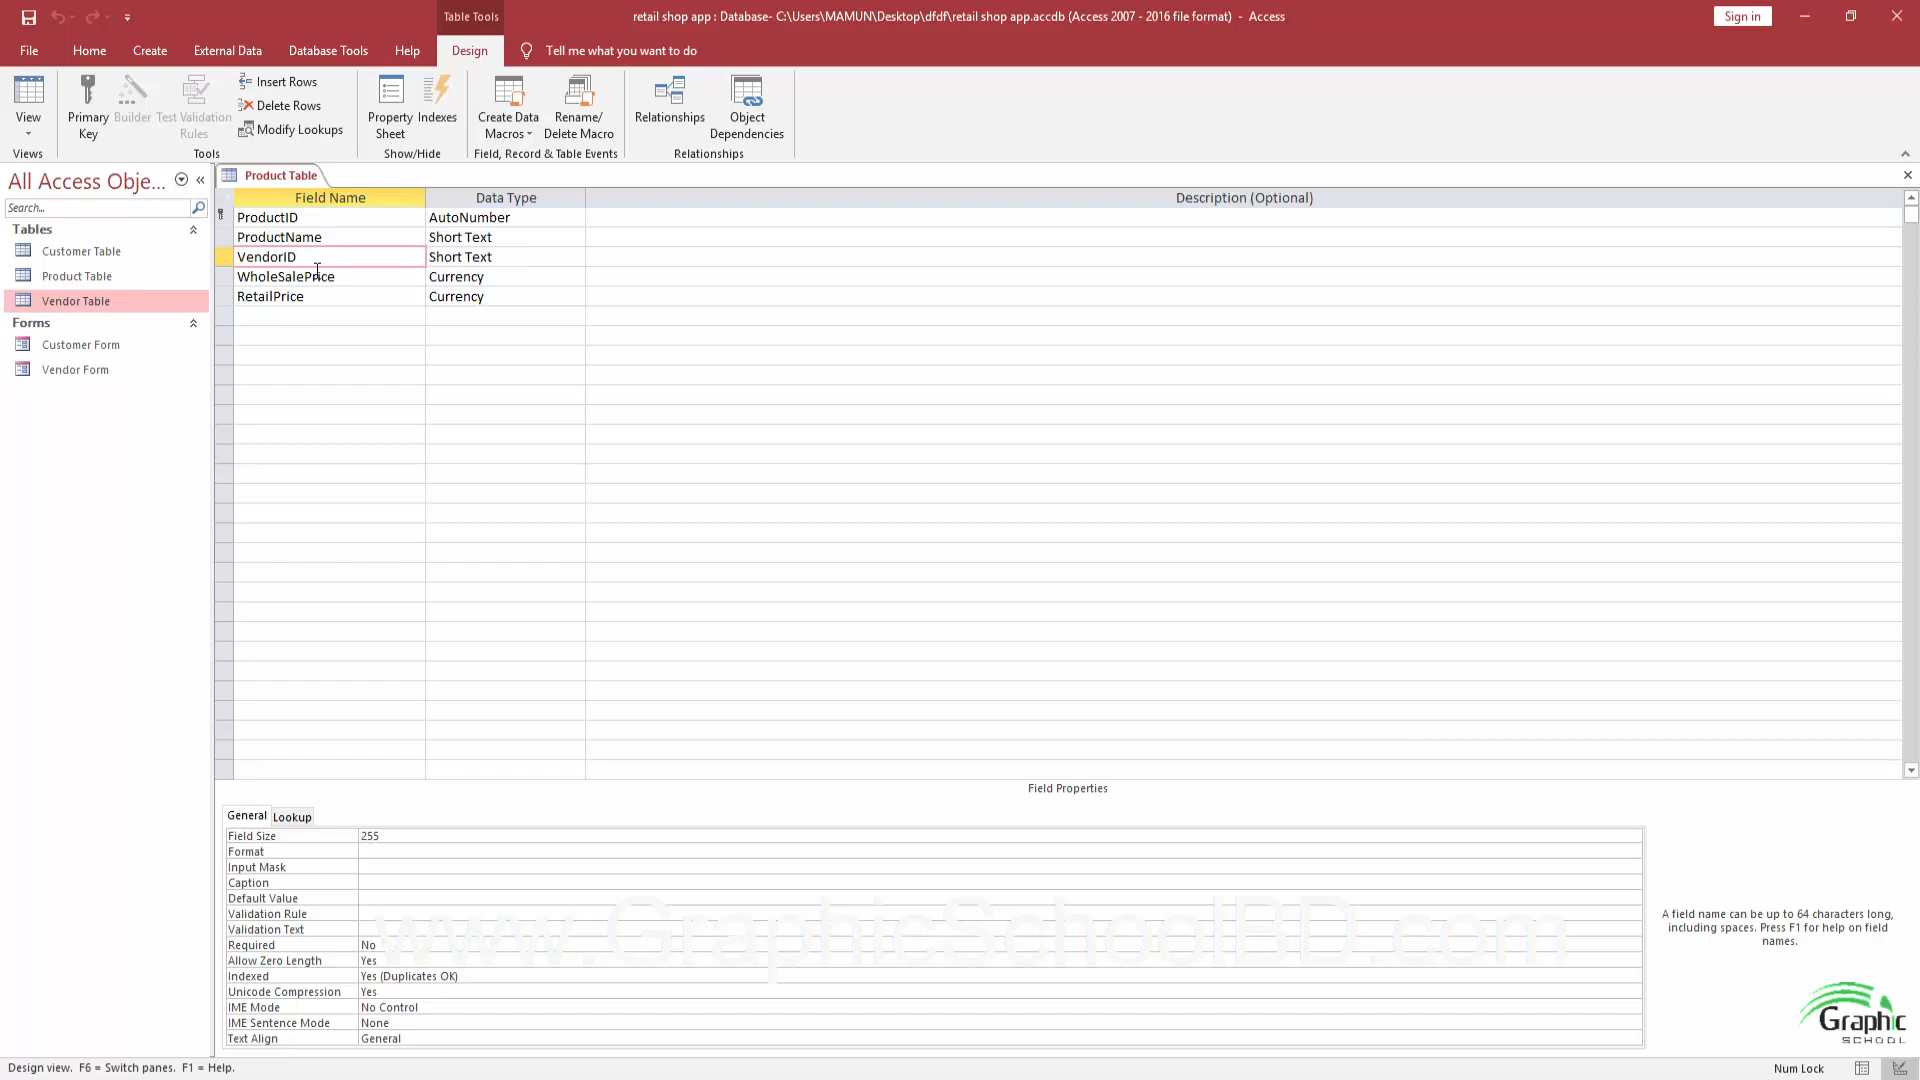 Table Tools
retail shop app : Database- C:\Users\MAMUN\Desktop\dfdf\retail shop app.accdb (Access 2007 - 2016 file format) - Access
Sign in
File Home Create External Data Database Tools Help Design Tell me what you want to do
View
Primary Key
Builder
Test Validation Rules
Insert Rows
Delete Rows
Modify Lookups
Property Sheet
Indexes
Create Data Macros
Rename/ Delete Macro
Relationships
Object Dependencies
Views Tools Show/Hide Field, Record & Table Events Relationships
All Access Obje...
Search...
Tables
Customer Table
Product Table
Vendor Table
Forms
Customer Form
Vendor Form
Product Table
Field Name Data Type Description (Optional)
ProductID AutoNumber
ProductName Short Text
VendorID Short Text
WholeSalePrice Currency
RetailPrice Currency
Field Properties
General Lookup
Field Size 255
Format
Input Mask
Caption
Default Value
Validation Rule
Validation Text
Required No
Allow Zero Length Yes
Indexed Yes (Duplicates OK)
Unicode Compression Yes
IME Mode No Control
IME Sentence Mode None
Text Align General
www.GraphicSchoolBD.com
A field name can be up to 64 characters long,
including spaces. Press F1 for help on field
names.
Graphic
SCHOOL
Design view. F6 = Switch panes. F1 = Help.
Num Lock